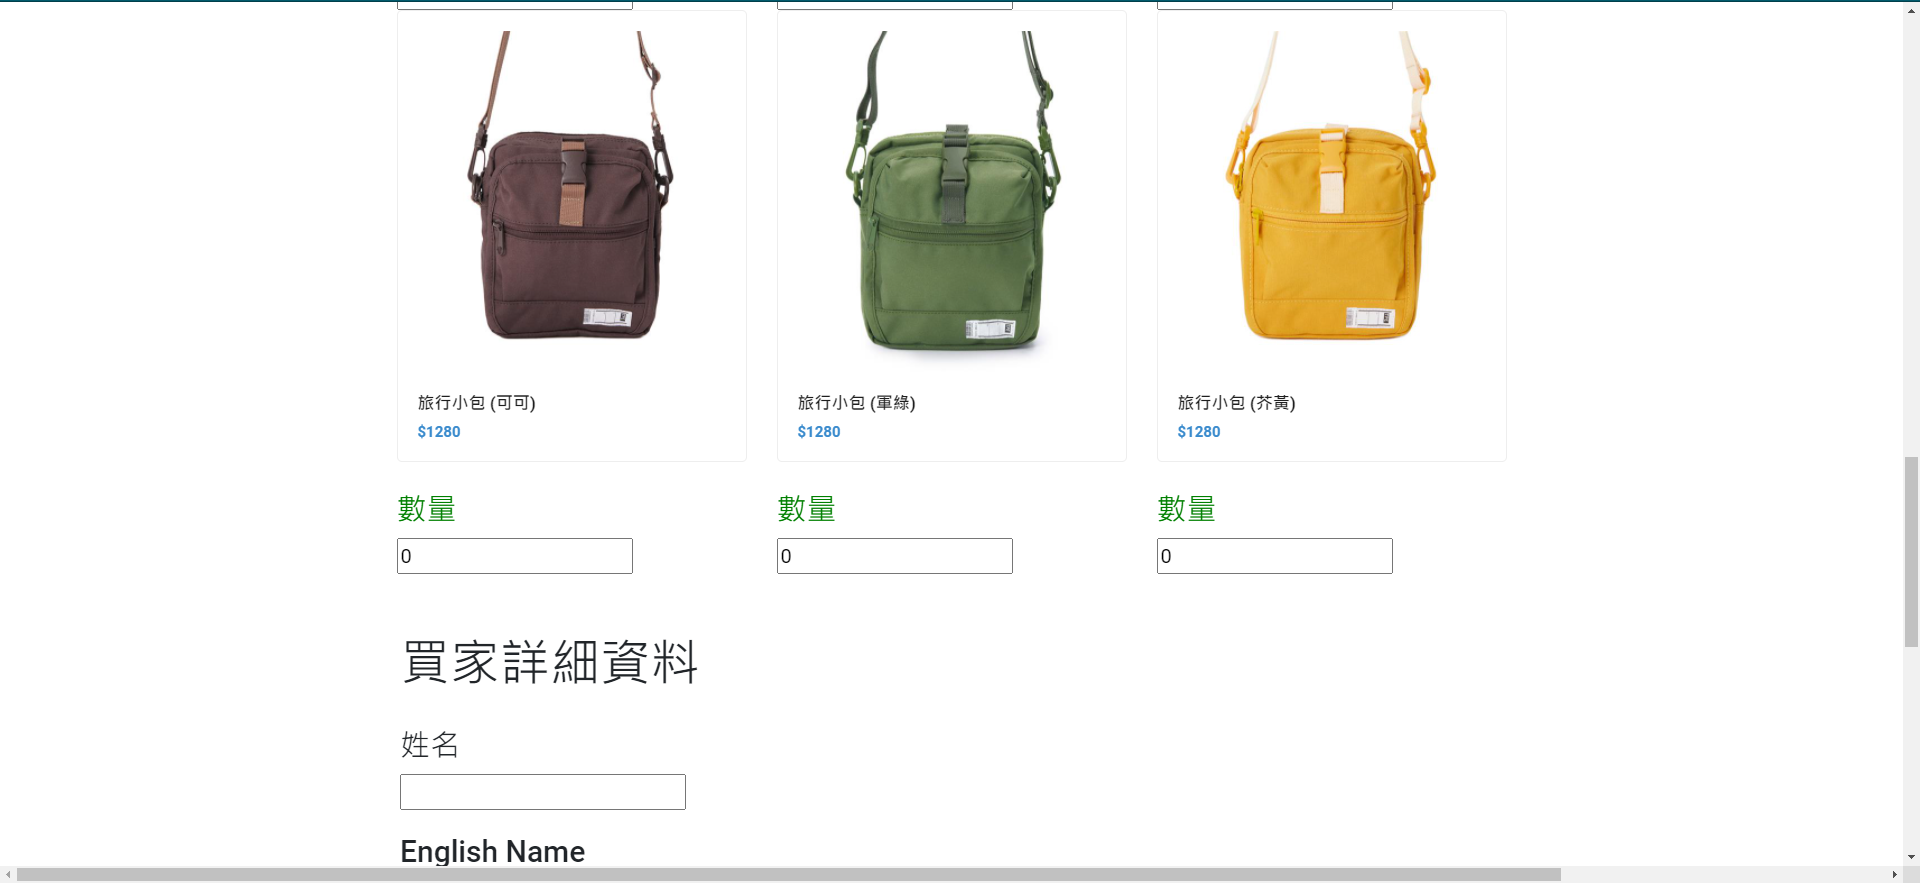 旅行小包 (可可)
$1280
旅行小包 (軍綠)
$1280
旅行小包 (芥黃)
$1280
數量
數量
數量
0
0
0
買家詳細資料
姓名
English Name